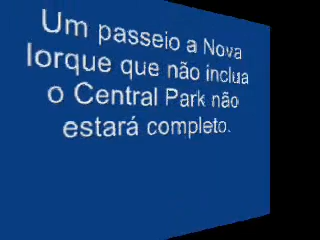 Um passeio a Nova
Iorque que não inclua
o Central Park não
estará completo.